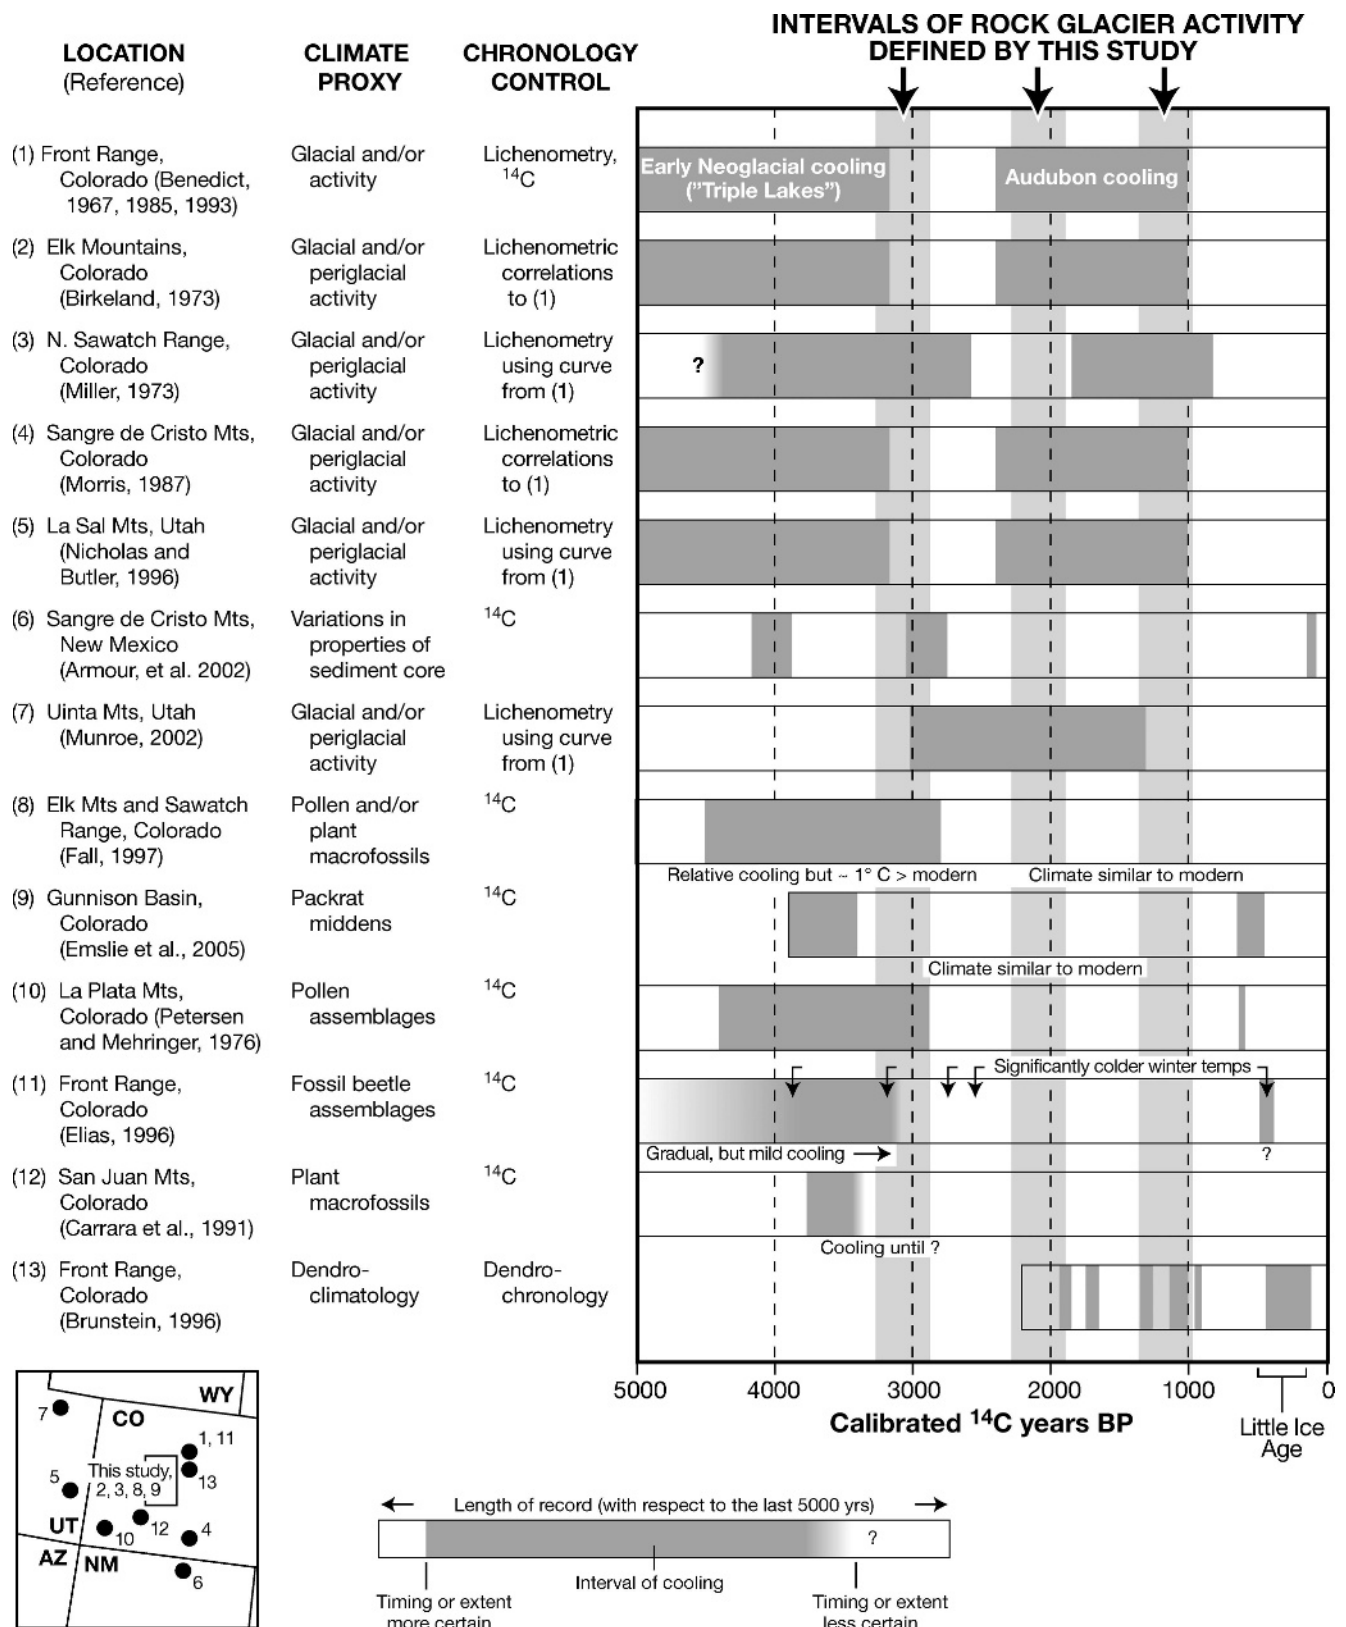 INTERVALS OF ROCK GLACIER ACTIVITY
DEFINED BY THIS STUDY
LOCATION
(Reference)
CLIMATE
PROXY
CHRONOLOGY
CONTROL
(1) Front Range,
Colorado (Benedict,
1967, 1985, 1993)
Glacial and/or
activity
Lichenometry,
14C
Early Neoglacial cooling
("Triple Lakes")
Audubon cooling
(2) Elk Mountains,
Colorado
(Birkeland, 1973)
Glacial and/or
periglacial
activity
Lichenometric
correlations
to (1)
(3) N. Sawatch Range,
Colorado
(Miller, 1973)
Glacial and/or
periglacial
activity
Lichenometry
using curve
from (1)
?
(4) Sangre de Cristo Mts,
Colorado
(Morris, 1987)
Glacial and/or
periglacial
activity
Lichenometric
correlations
to (1)
(5) La Sal Mts, Utah
(Nicholas and
Butler, 1996)
Glacial and/or
periglacial
activity
Lichenometry
using curve
from (1)
(6) Sangre de Cristo Mts,
New Mexico
(Armour, et al. 2002)
Variations in
properties of
sediment core
14C
(7) Uinta Mts, Utah
(Munroe, 2002)
Glacial and/or
periglacial
activity
Lichenometry
using curve
from (1)
(8) Elk Mts and Sawatch
Range, Colorado
(Fall, 1997)
Pollen and/or
plant
macrofossils
14C
Relative cooling but ~ 1° C > modern
Climate similar to modern
(9) Gunnison Basin,
Colorado
(Emslie et al., 2005)
Packrat
middens
14C
Climate similar to modern
(10) La Plata Mts,
Colorado (Petersen
and Mehringer, 1976)
Pollen
assemblages
14C
Significantly colder winter temps
(11) Front Range,
Colorado
(Elias, 1996)
Fossil beetle
assemblages
14C
Gradual, but mild cooling
?
(12) San Juan Mts,
Colorado
(Carrara et al., 1991)
Plant
macrofossils
14C
Cooling until ?
(13) Front Range,
Colorado
(Brunstein, 1996)
Dendro-
climatology
Dendro-
chronology
5000
4000
3000
2000
1000
0
Calibrated 14C years BP
Little Ice
Age
WY
CO
7
1, 11
13
5
This study,
2, 3, 8, 9
UT
10
12
4
AZ
NM
6
Length of record (with respect to the last 5000 yrs)
?
Interval of cooling
Timing or extent
more certain
Timing or extent
less certain